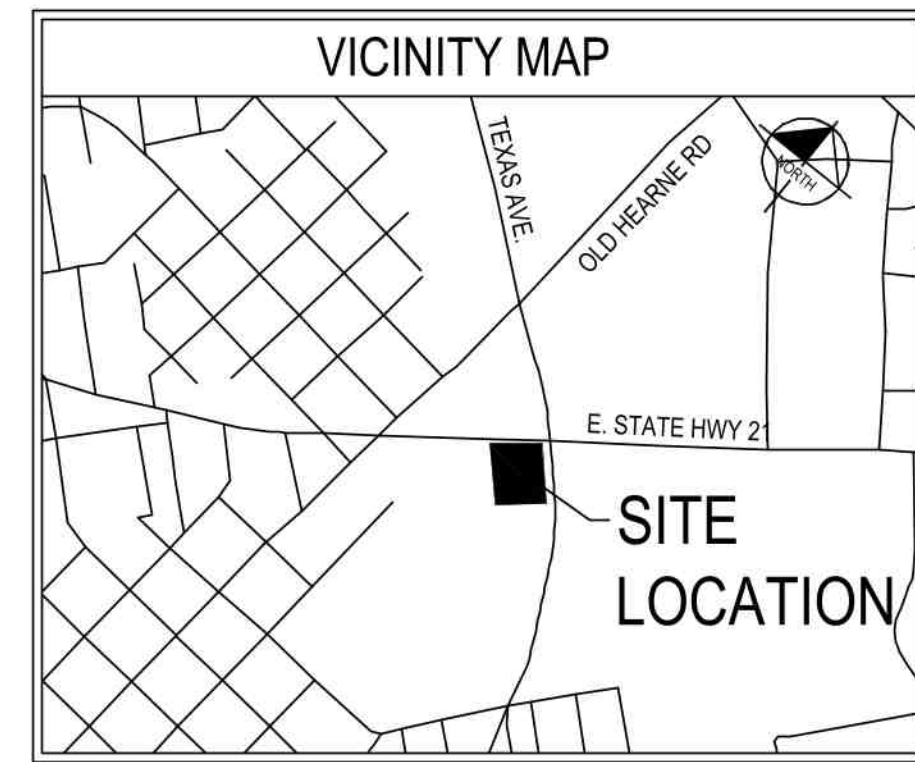 VICINITY MAP
TEXAS AVE.
OLD HEARNE RD
NORTH
E. STATE HWY 21
SITE
LOCATION